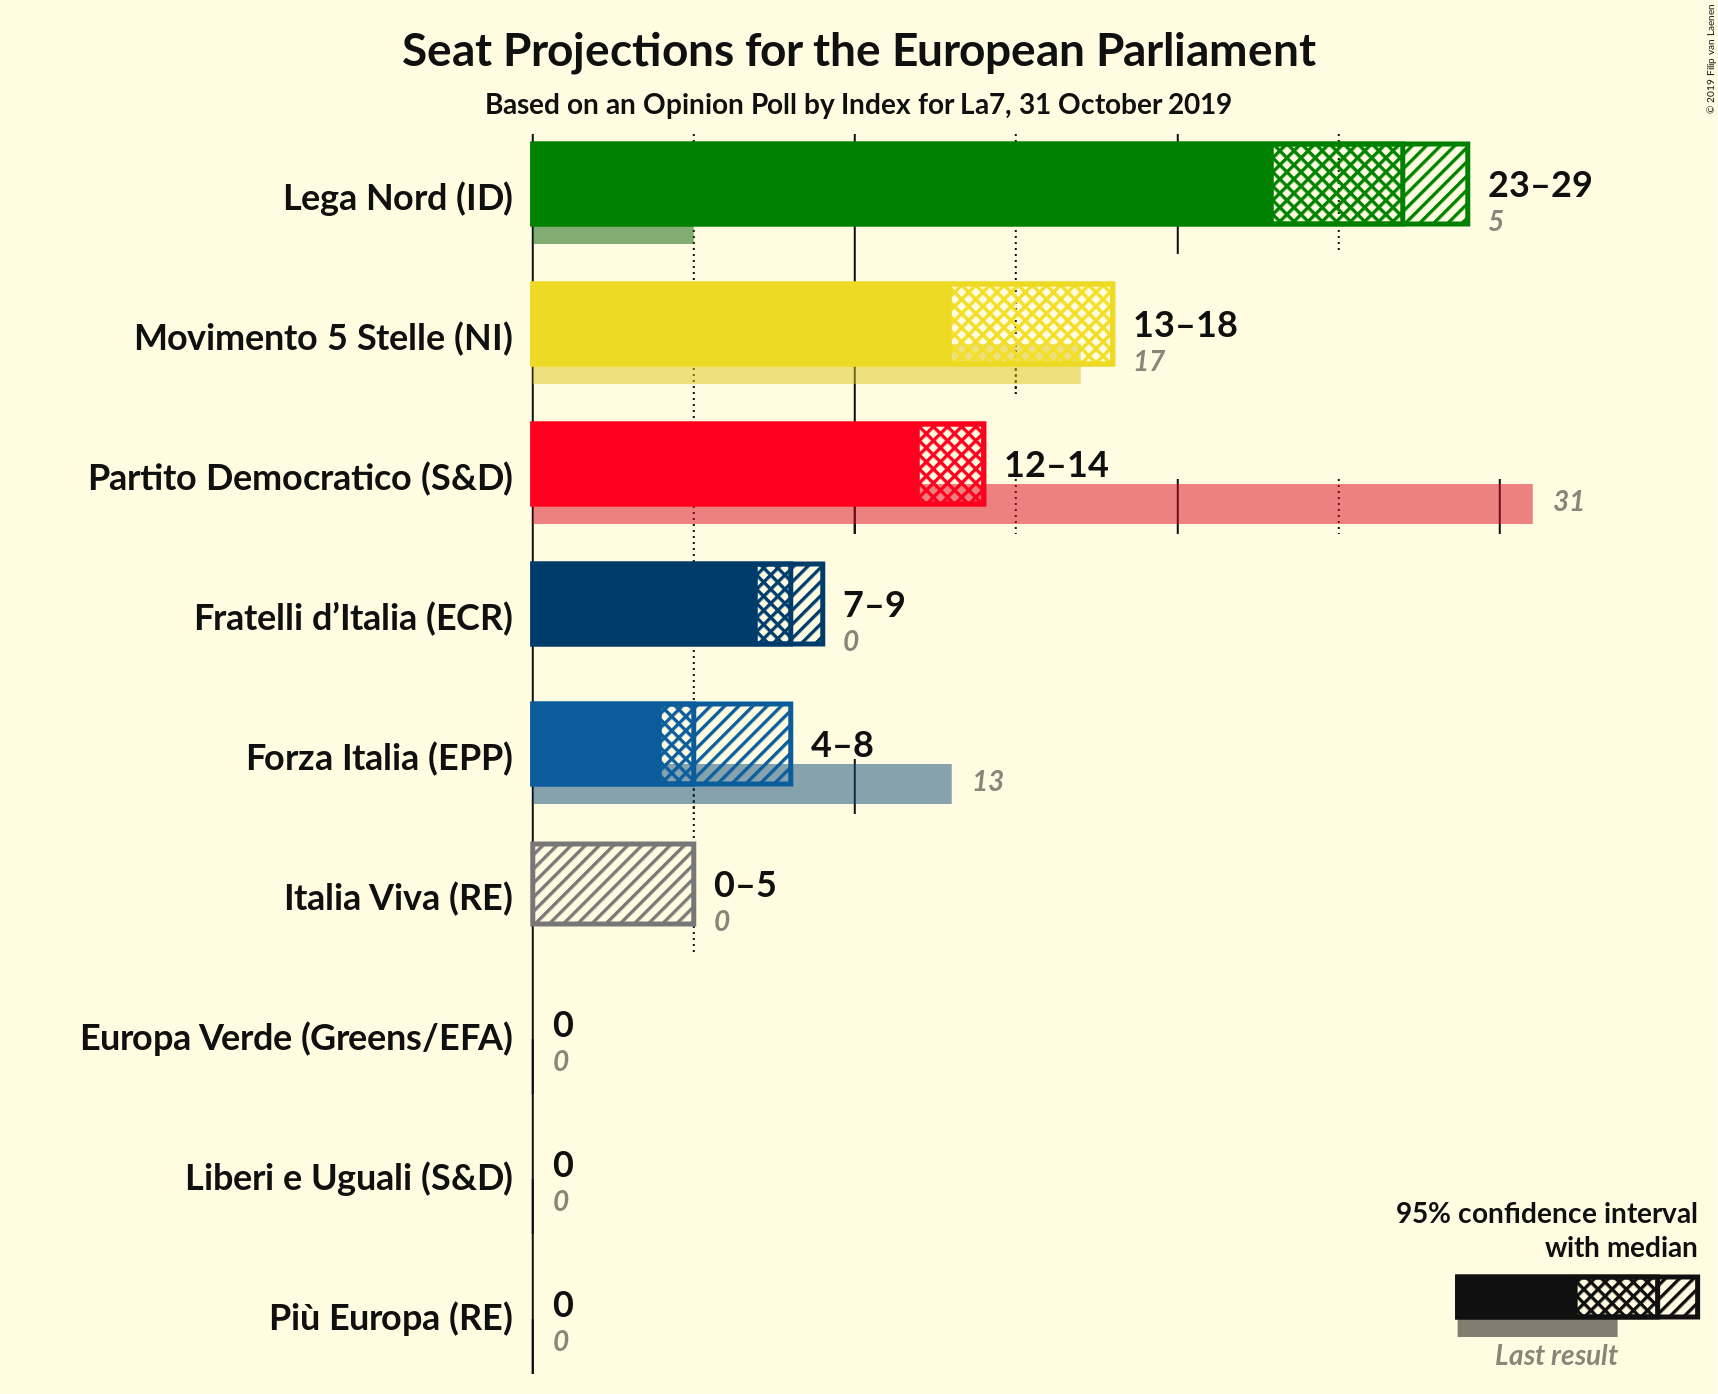 Seat Projections for the European Parliament
Based on an Opinion Poll by Index for La7, 31 October 2019
© 2019 Filip van Laenen
Lega Nord (ID)
23–29
5
Movimento 5 Stelle (NI)
13–18
17
Partito Democratico (S&D)
12–14
31
Fratelli d’Italia (ECR)
7–9
0
Forza Italia (EPP)
4–8
13
Italia Viva (RE)
0–5
0
Europa Verde (Greens/EFA)
0
0
Liberi e Uguali (S&D)
0
0
Più Europa (RE)
0
0
95% confidence interval
with median
Last result